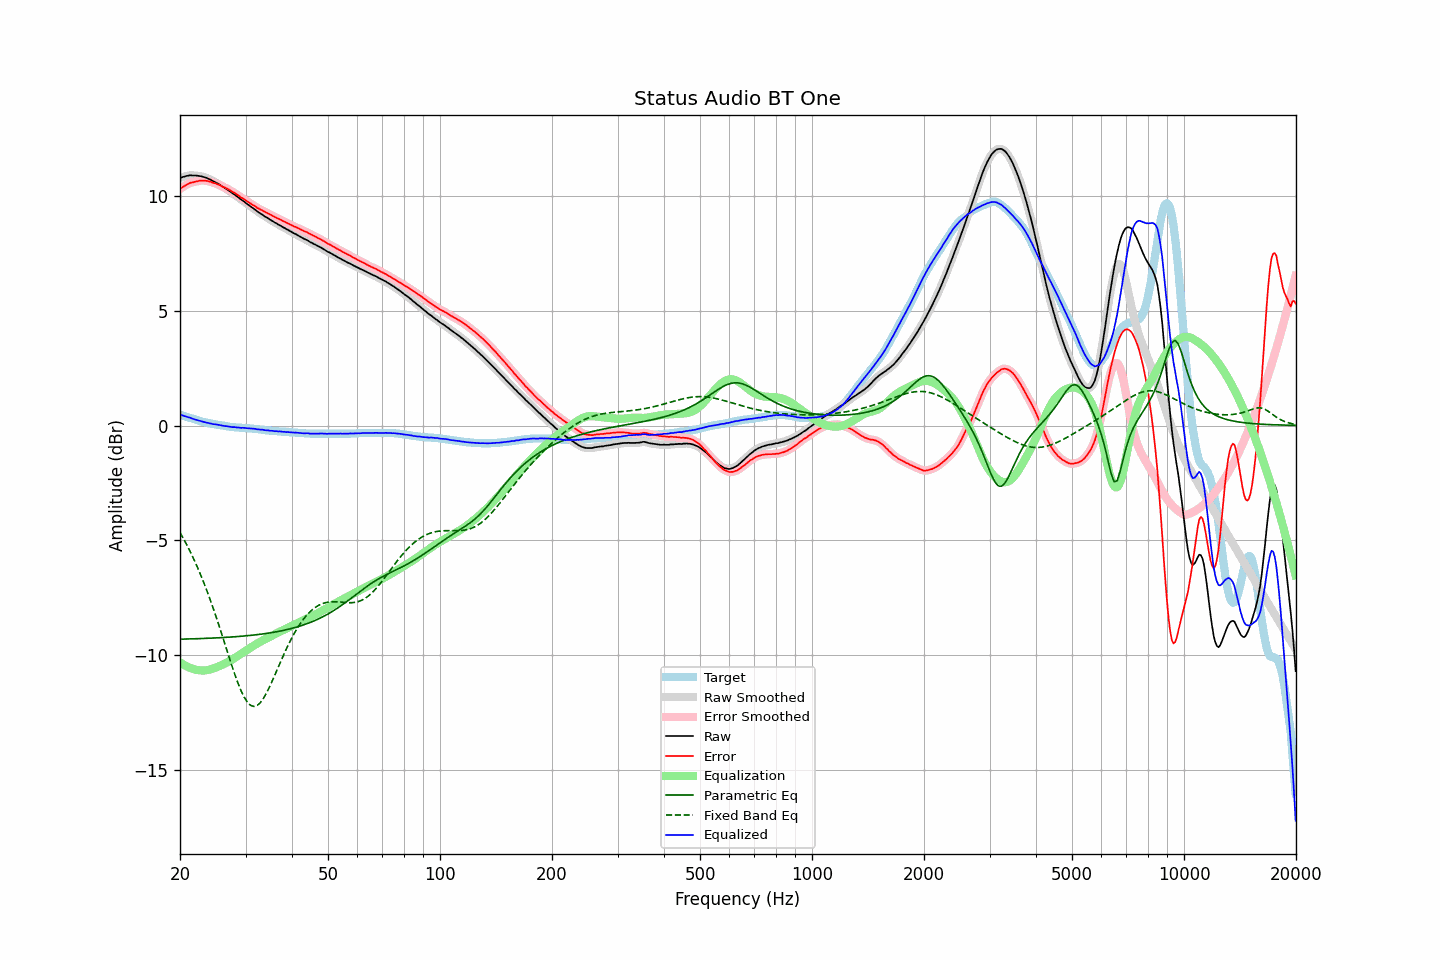 Status Audio BT One
Amplitude (dBr)
10
5
0
−5
−10
−15
Target
Raw Smoothed
Error Smoothed
Raw
Error
Equalization
Parametric Eq
Fixed Band Eq
Equalized
20 50 100 200 500 1000 2000 5000 10000 20000
Frequency (Hz)